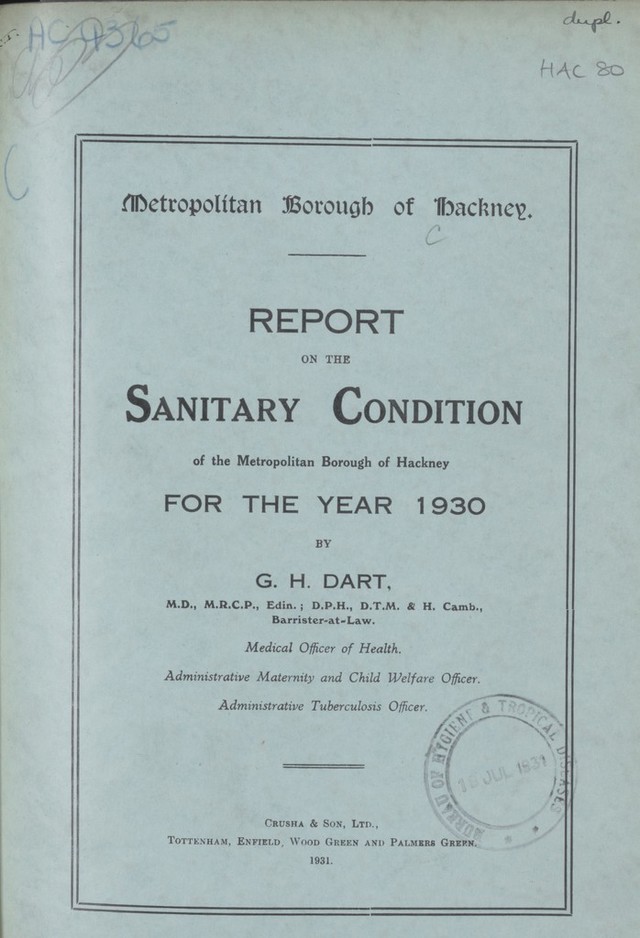 dupl.
HAC 80
Metropolitan Borough of Hackney.
C
REPORT
ON THE
SANITARY CONDITION
of the Metropolitan Borough of Hackney
FOR THE YEAR 1930
BY
G. H. DART,
M.D., M.R.C.P., Edin. ; D.P.H., D.T.M. & H. Camb.,
Barrister-at-Law.
Medical Officer of Health.
Administrative Maternity and Child Welfare Officer.
Administrative Tuberculosis Officer.
BUREAU OF HYGIENE & TROPICAL DISEASES
JUL 1931
CRUSHA & SON, LTD.,
TOTTENHAM, ENFIELD, WOOD GREEN AND PALMERS GREEN.
1931.